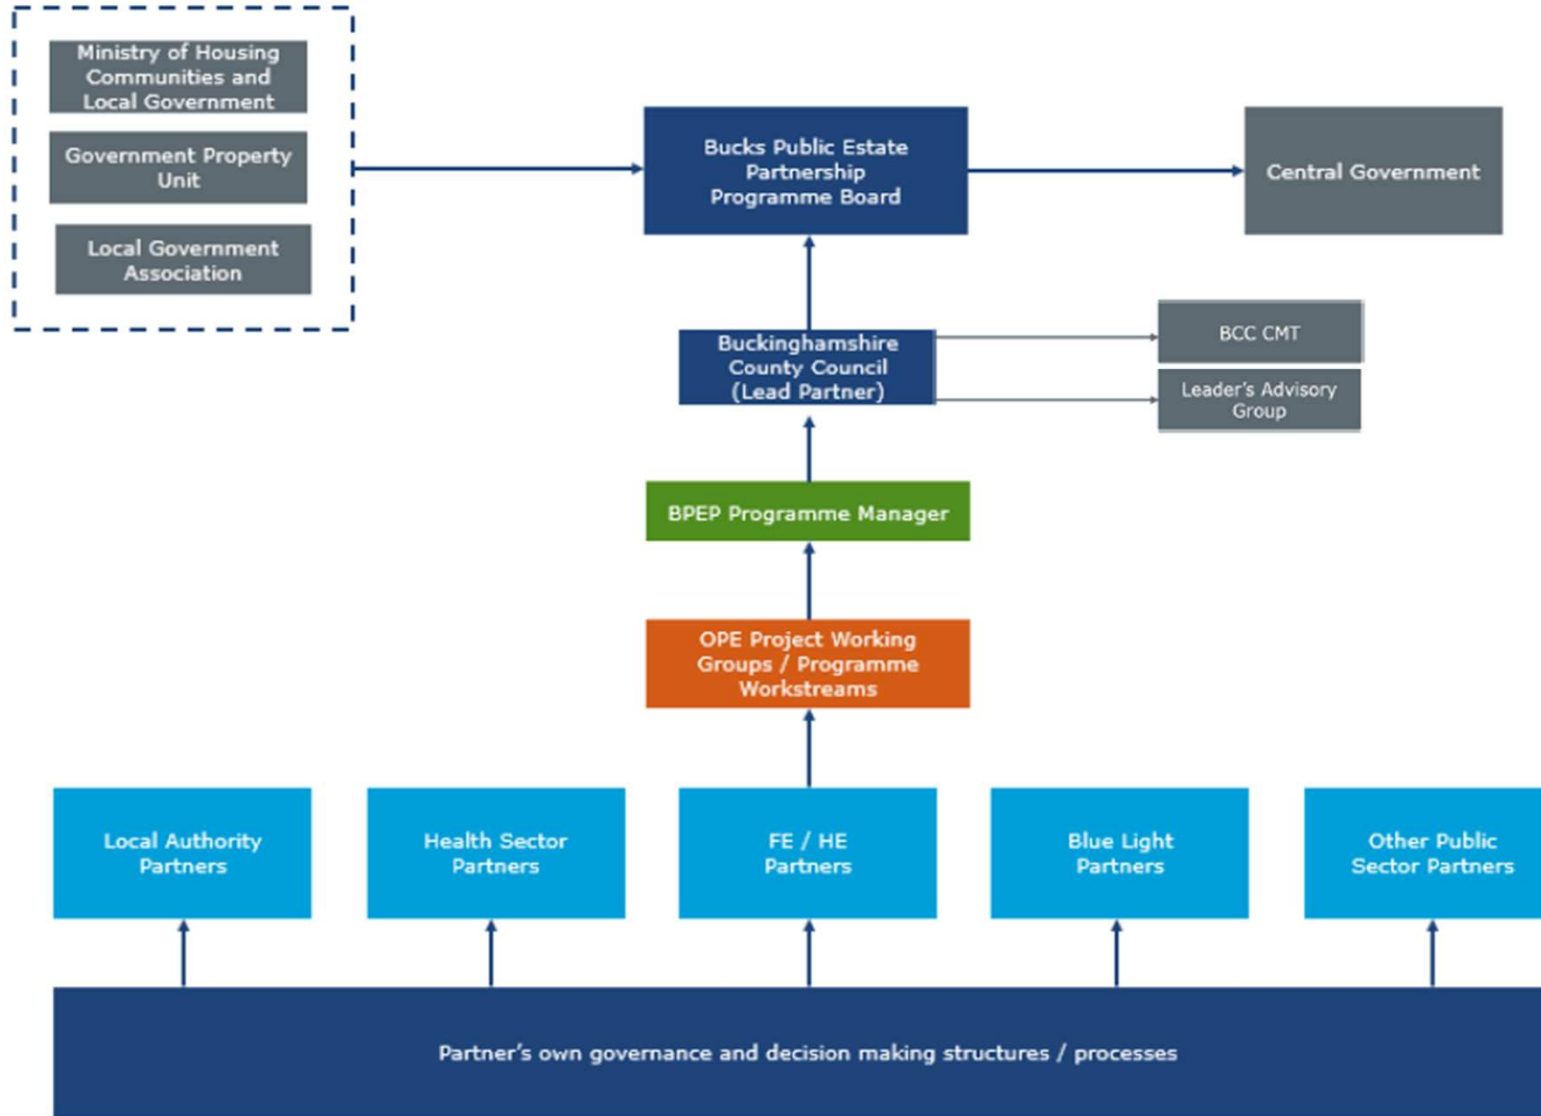 Ministry of Housing
Communities and
Local Government
Government Property
Unit
Local Government
Association
Bucks Public Estate
Partnership
Programme Board
Central Government
Buckinghamshire
County Council
(Lead Partner)
BCC CMT
Leader's Advisory
Group
BPEP Programme Manager
OPE Project Working
Groups / Programme
Workstreams
Local Authority
Partners
Health Sector
Partners
FE / HE
Partners
Blue Light
Partners
Other Public
Sector Partners
Partner's own governance and decision making structures / processes